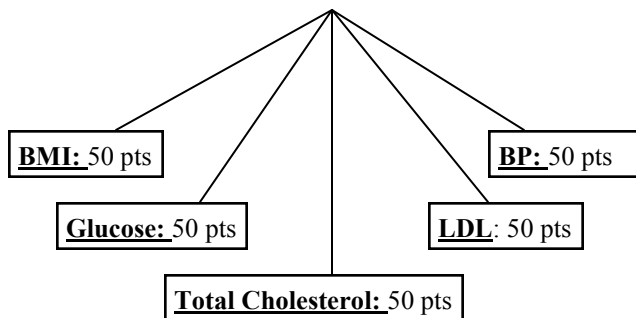 BMI: 50 pts
BP: 50 pts
Glucose: 50 pts
LDL: 50 pts
Total Cholesterol: 50 pts